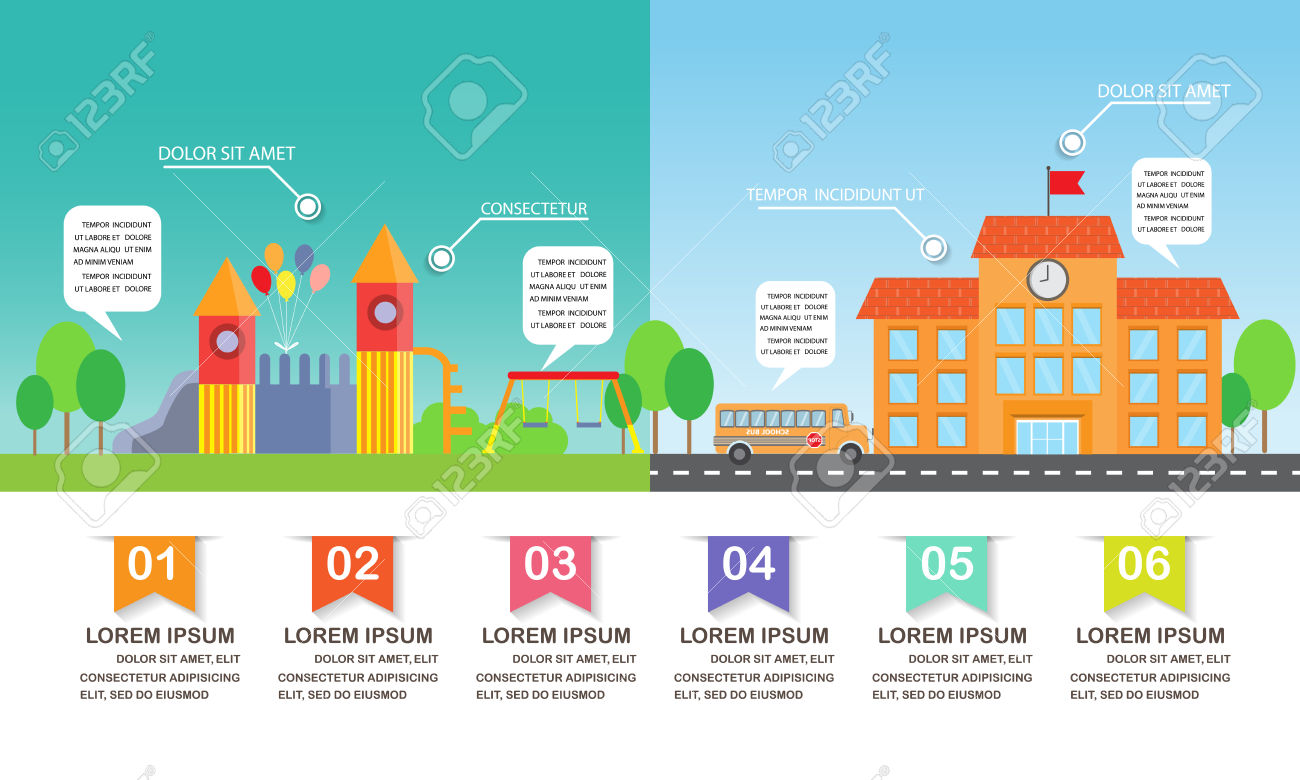 DOLOR SIT AMET
CONSECTETUR
TEMPOR INCIDIDUNT
UT LABORE ET DOLORE
MAGNA ALIQU UT ENIM
AD MINIM VENIAM
TEMPOR INCIDIDUNT
UT LABORE ET DOLORE
TEMPOR INCIDIDUNT
UT LABORE ET DOLORE
MAGNA ALIQU UT ENIM
AD MINIM VENIAM
TEMPOR INCIDIDUNT
UT LABORE ET DOLORE
DOLOR SIT AMET
TEMPOR INCIDIDUNT UT
TEMPOR INCIDIDUNT
UT LABORE ET DOLORE
MAGNA ALIQU UT ENIM
AD MINIM VENIAM
TEMPOR INCIDIDUNT
UT LABORE ET DOLORE
TEMPOR INCIDIDUNT
UT LABORE ET DOLORE
MAGNA ALIQU UT ENIM
AD MINIM VENIAM
TEMPOR INCIDIDUNT
UT LABORE ET DOLORE
SCHOOL BUS
STOP
01
LOREM IPSUM
DOLOR SIT AMET, ELIT
CONSECTETUR ADIPISICING
ELIT, SED DO EIUSMOD
02
LOREM IPSUM
DOLOR SIT AMET, ELIT
CONSECTETUR ADIPISICING
ELIT, SED DO EIUSMOD
03
LOREM IPSUM
DOLOR SIT AMET, ELIT
CONSECTETUR ADIPISICING
ELIT, SED DO EIUSMOD
04
LOREM IPSUM
DOLOR SIT AMET, ELIT
CONSECTETUR ADIPISICING
ELIT, SED DO EIUSMOD
05
LOREM IPSUM
DOLOR SIT AMET, ELIT
CONSECTETUR ADIPISICING
ELIT, SED DO EIUSMOD
06
LOREM IPSUM
DOLOR SIT AMET, ELIT
CONSECTETUR ADIPISICING
ELIT, SED DO EIUSMOD
123RF
123RF
123RF
123RF
123RF
123RF